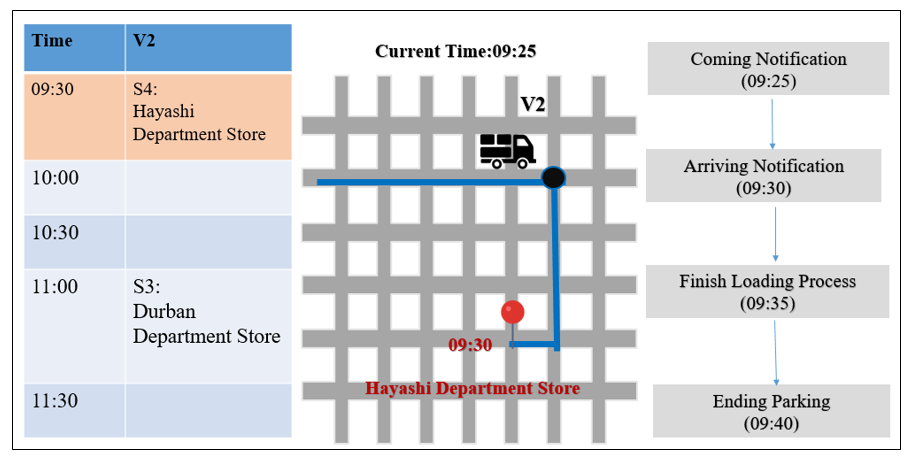 Time V2
09:30 S4:
Hayashi
Department Store
10:00
10:30
11:00 S3:
Durban
Department Store
11:30
Current Time:09:25
V2
09:30
Hayashi Department Store
Coming Notification
(09:25)
Arriving Notification
(09:30)
Finish Loading Process
(09:35)
Ending Parking
(09:40)